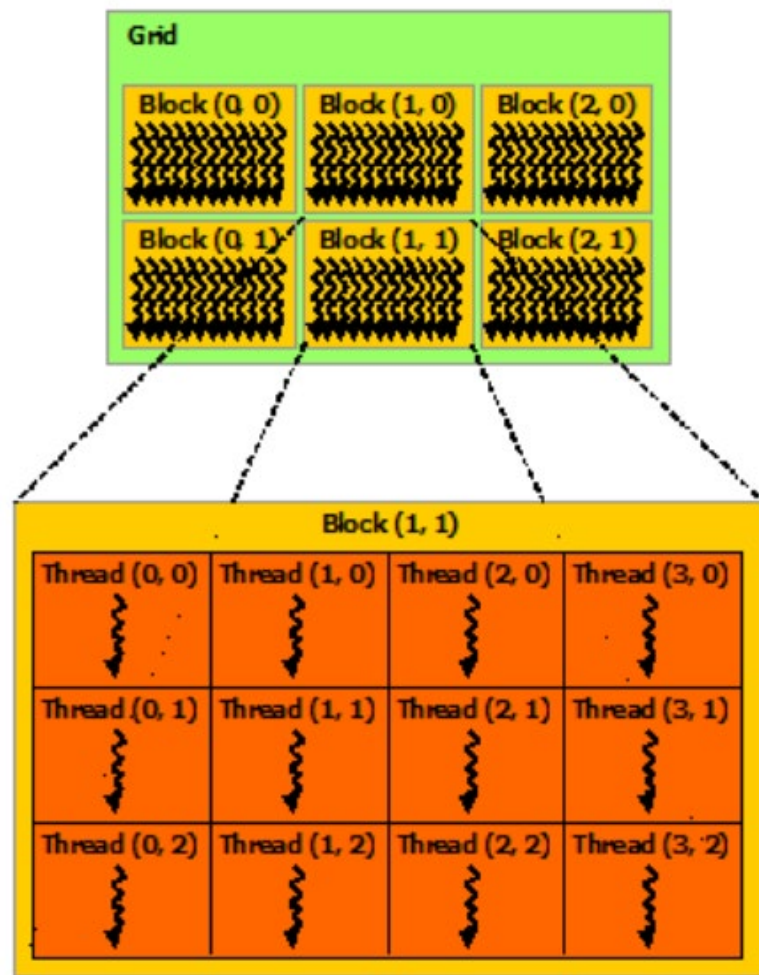 Grid
Block (0, 0) Block (1, 0) Block (2, 0)
Block (0, 1) Block (1, 1) Block (2, 1)
Block (1, 1)
Thread (0, 0) Thread (1, 0) Thread (2, 0) Thread (3, 0)
Thread (0, 1) Thread (1, 1) Thread (2, 1) Thread (3, 1)
Thread (0, 2) Thread (1, 2) Thread (2, 2) Thread (3, 2)